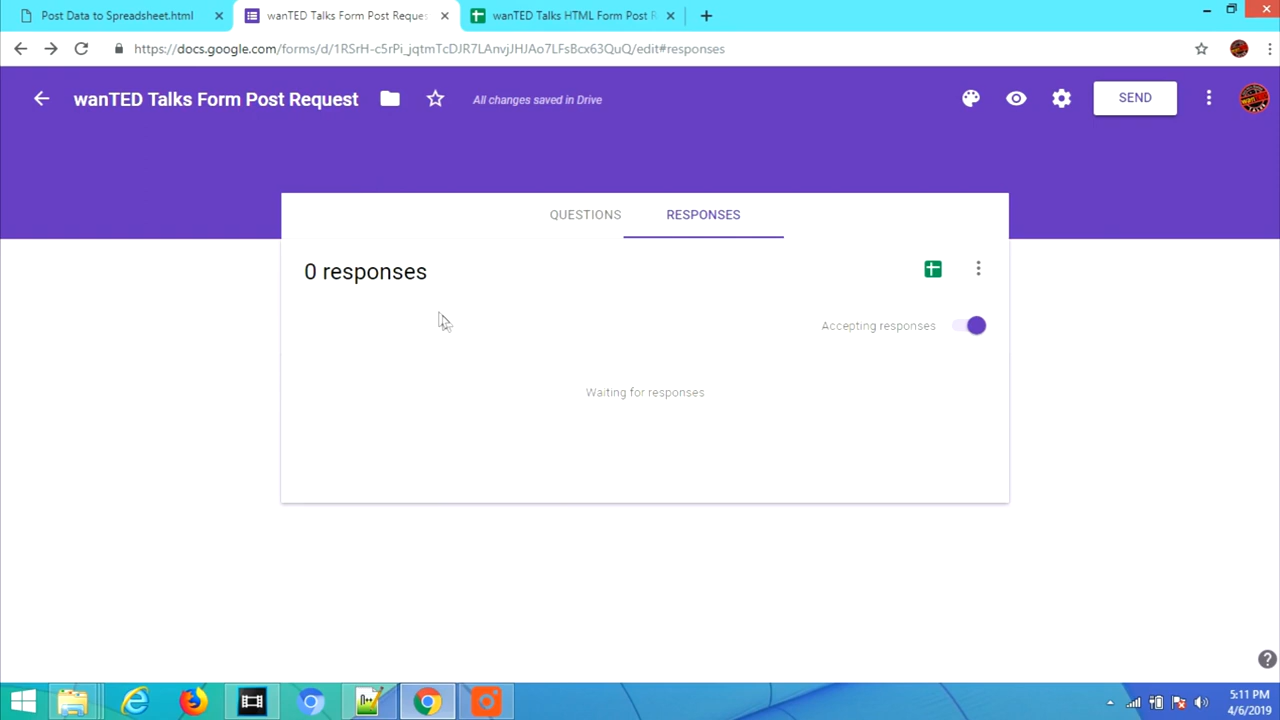 Post Data to Spreadsheet.html
wanTED Talks Form Post Reques
wanTED Talks HTML Form Post R
https://docs.google.com/forms/d/1RSrH-c5rPi_jqtmTcDJR7LAnvjJHJAo7LFsBcx63QuQ/edit#responses
wanTED Talks Form Post Request
All changes saved in Drive
SEND
QUESTIONS
RESPONSES
0 responses
Accepting responses
Waiting for responses
5:11 PM
4/6/2019